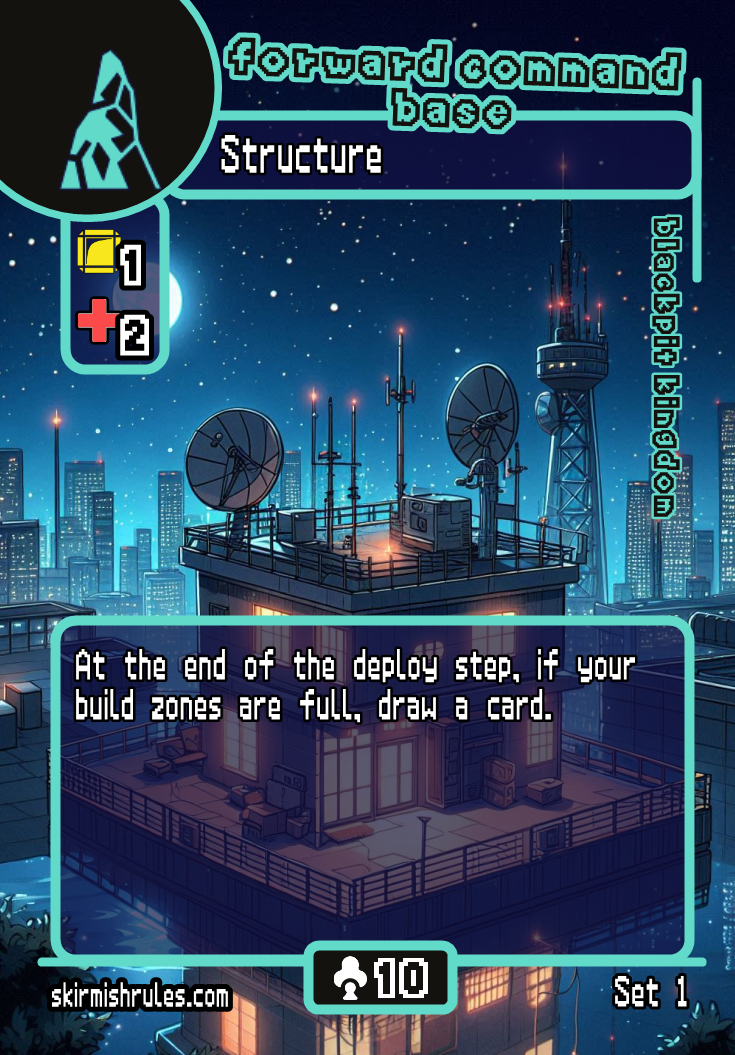 forward command
base
Structure
1
2
blackpit kingdom
At the end of the deploy step, if your
build zones are full, draw a card.
♣10
skirmishrules.com
Set 1